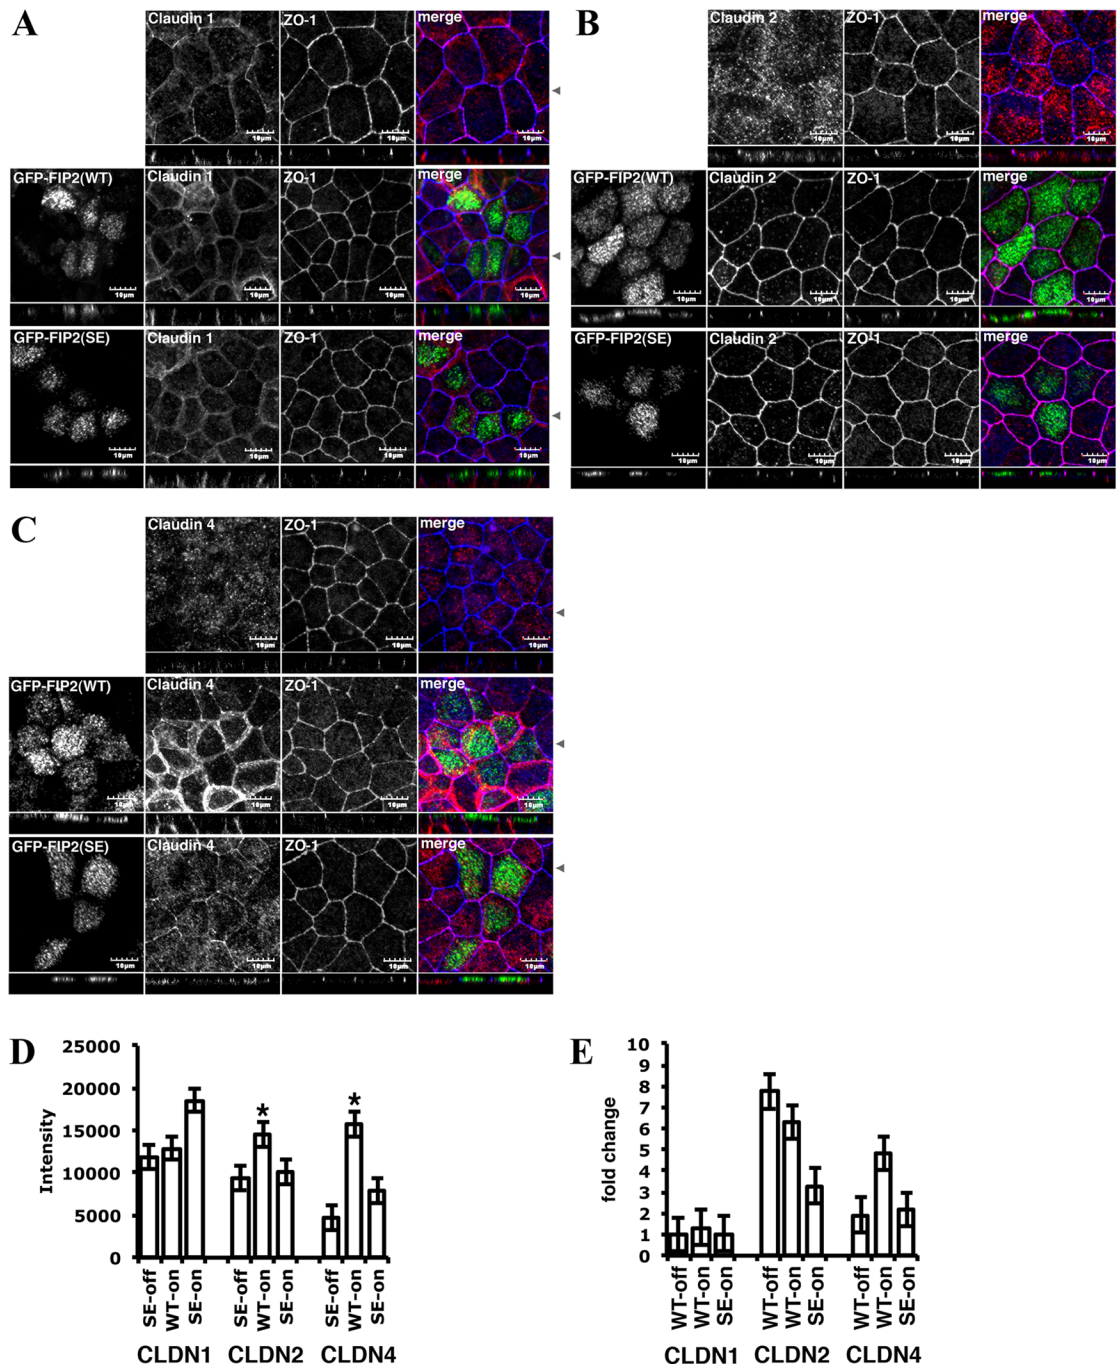 A
Claudin 1 ZO-1 merge
10µm 10µm 10µm
GFP-FIP2(WT) Claudin 1 ZO-1 merge
10µm 10µm 10µm 10µm
GFP-FIP2(SE) Claudin 1 ZO-1 merge
10µm 10µm 10µm 10µm
B
Claudin 2 ZO-1 merge
10µm 10µm 10µm
GFP-FIP2(WT) Claudin 2 ZO-1 merge
10µm 10µm 10µm 10µm
GFP-FIP2(SE) Claudin 2 ZO-1 merge
10µm 10µm 10µm 10µm
C
Claudin 4 ZO-1 merge
10µm 10µm 10µm
GFP-FIP2(WT) Claudin 4 ZO-1 merge
10µm 10µm 10µm 10µm
GFP-FIP2(SE) Claudin 4 ZO-1 merge
10µm 10µm 10µm 10µm
D
Intensity
25000
20000
15000
10000
5000
0
* *
SE-off WT-on SE-on SE-off WT-on SE-on SE-off WT-on SE-on
CLDN1 CLDN2 CLDN4
E
fold change
10
9
8
7
6
5
4
3
2
1
0
WT-off WT-on SE-on WT-off WT-on SE-on WT-off WT-on SE-on
CLDN1 CLDN2 CLDN4